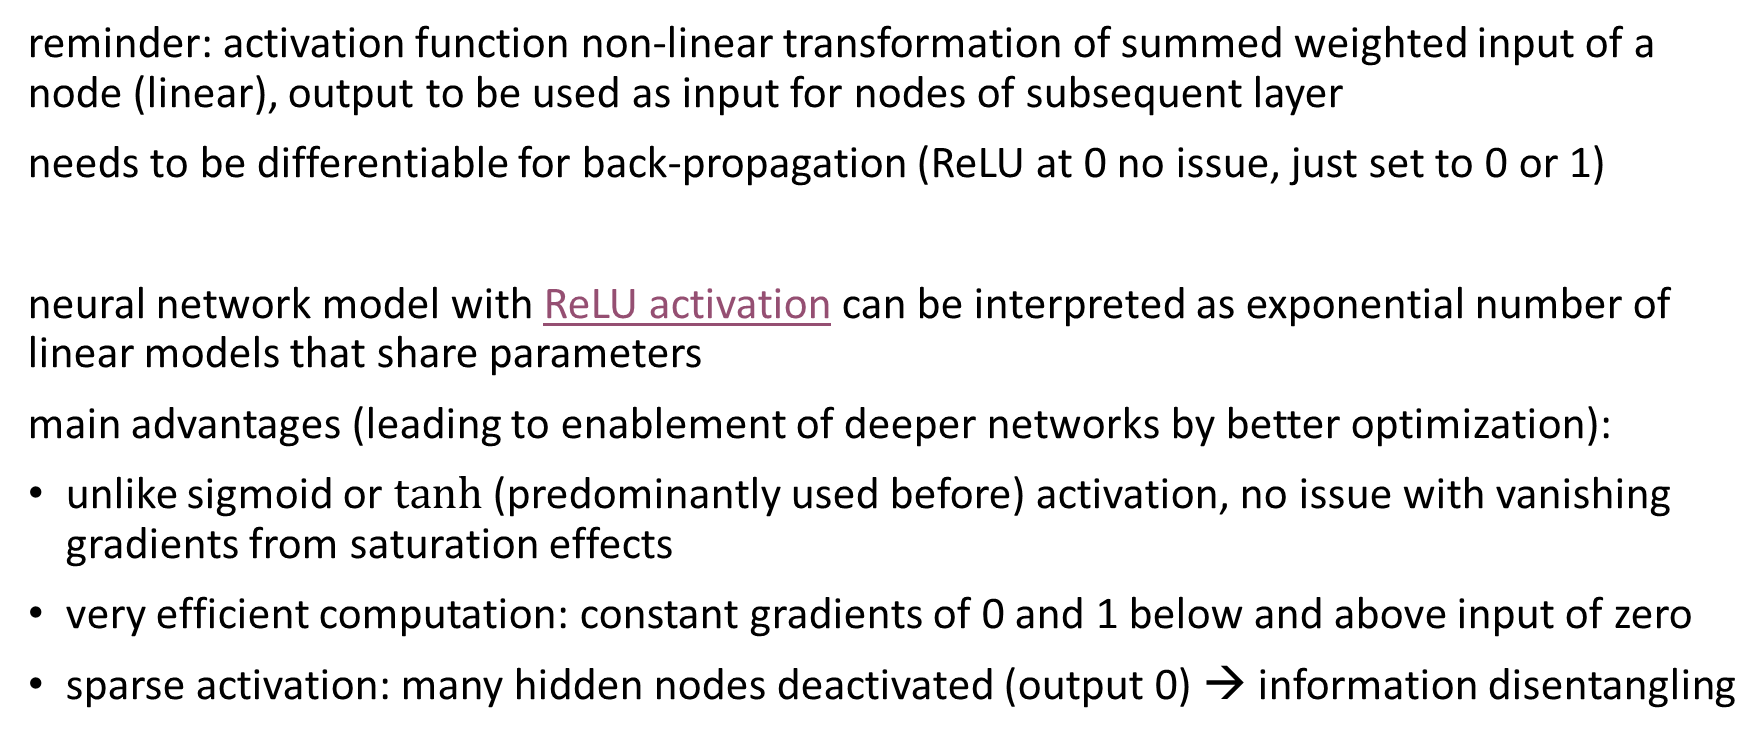 reminder: activation function non-linear transformation of summed weighted input of a
node (linear), output to be used as input for nodes of subsequent layer
needs to be differentiable for back-propagation (ReLU at 0 no issue, just set to 0 or 1)
neural network model with ReLU activation can be interpreted as exponential number of
linear models that share parameters
main advantages (leading to enablement of deeper networks by better optimization):
• unlike sigmoid or tanh (predominantly used before) activation, no issue with vanishing
gradients from saturation effects
• very efficient computation: constant gradients of 0 and 1 below and above input of zero
• sparse activation: many hidden nodes deactivated (output 0) → information disentangling